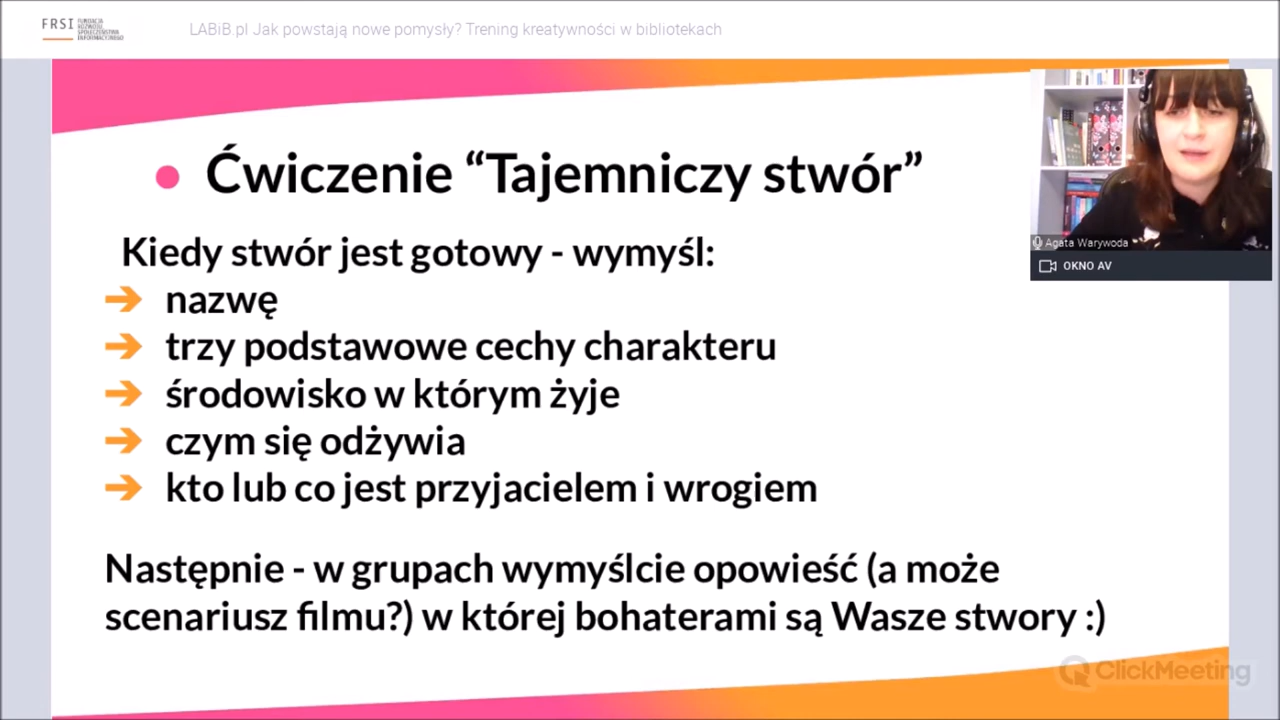 FRSI
FUNDACJA
ROZWOJU
SPOŁECZEŃSTWA
INFORMACYJNEGO
LABiB.pl Jak powstają nowe pomysły? Trening kreatywności w bibliotekach
Ćwiczenie “Tajemniczy stwór”
Kiedy stwór jest gotowy - wymyśl:
nazwę
trzy podstawowe cechy charakteru
środowisko w którym żyje
czym się odżywia
kto lub co jest przyjacielem i wrogiem
Następnie - w grupach wymyślcie opowieść (a może
scenariusz filmu?) w której bohaterami są Wasze stwory :)
Agata Warywoda
OKNO AV
ClickMeeting